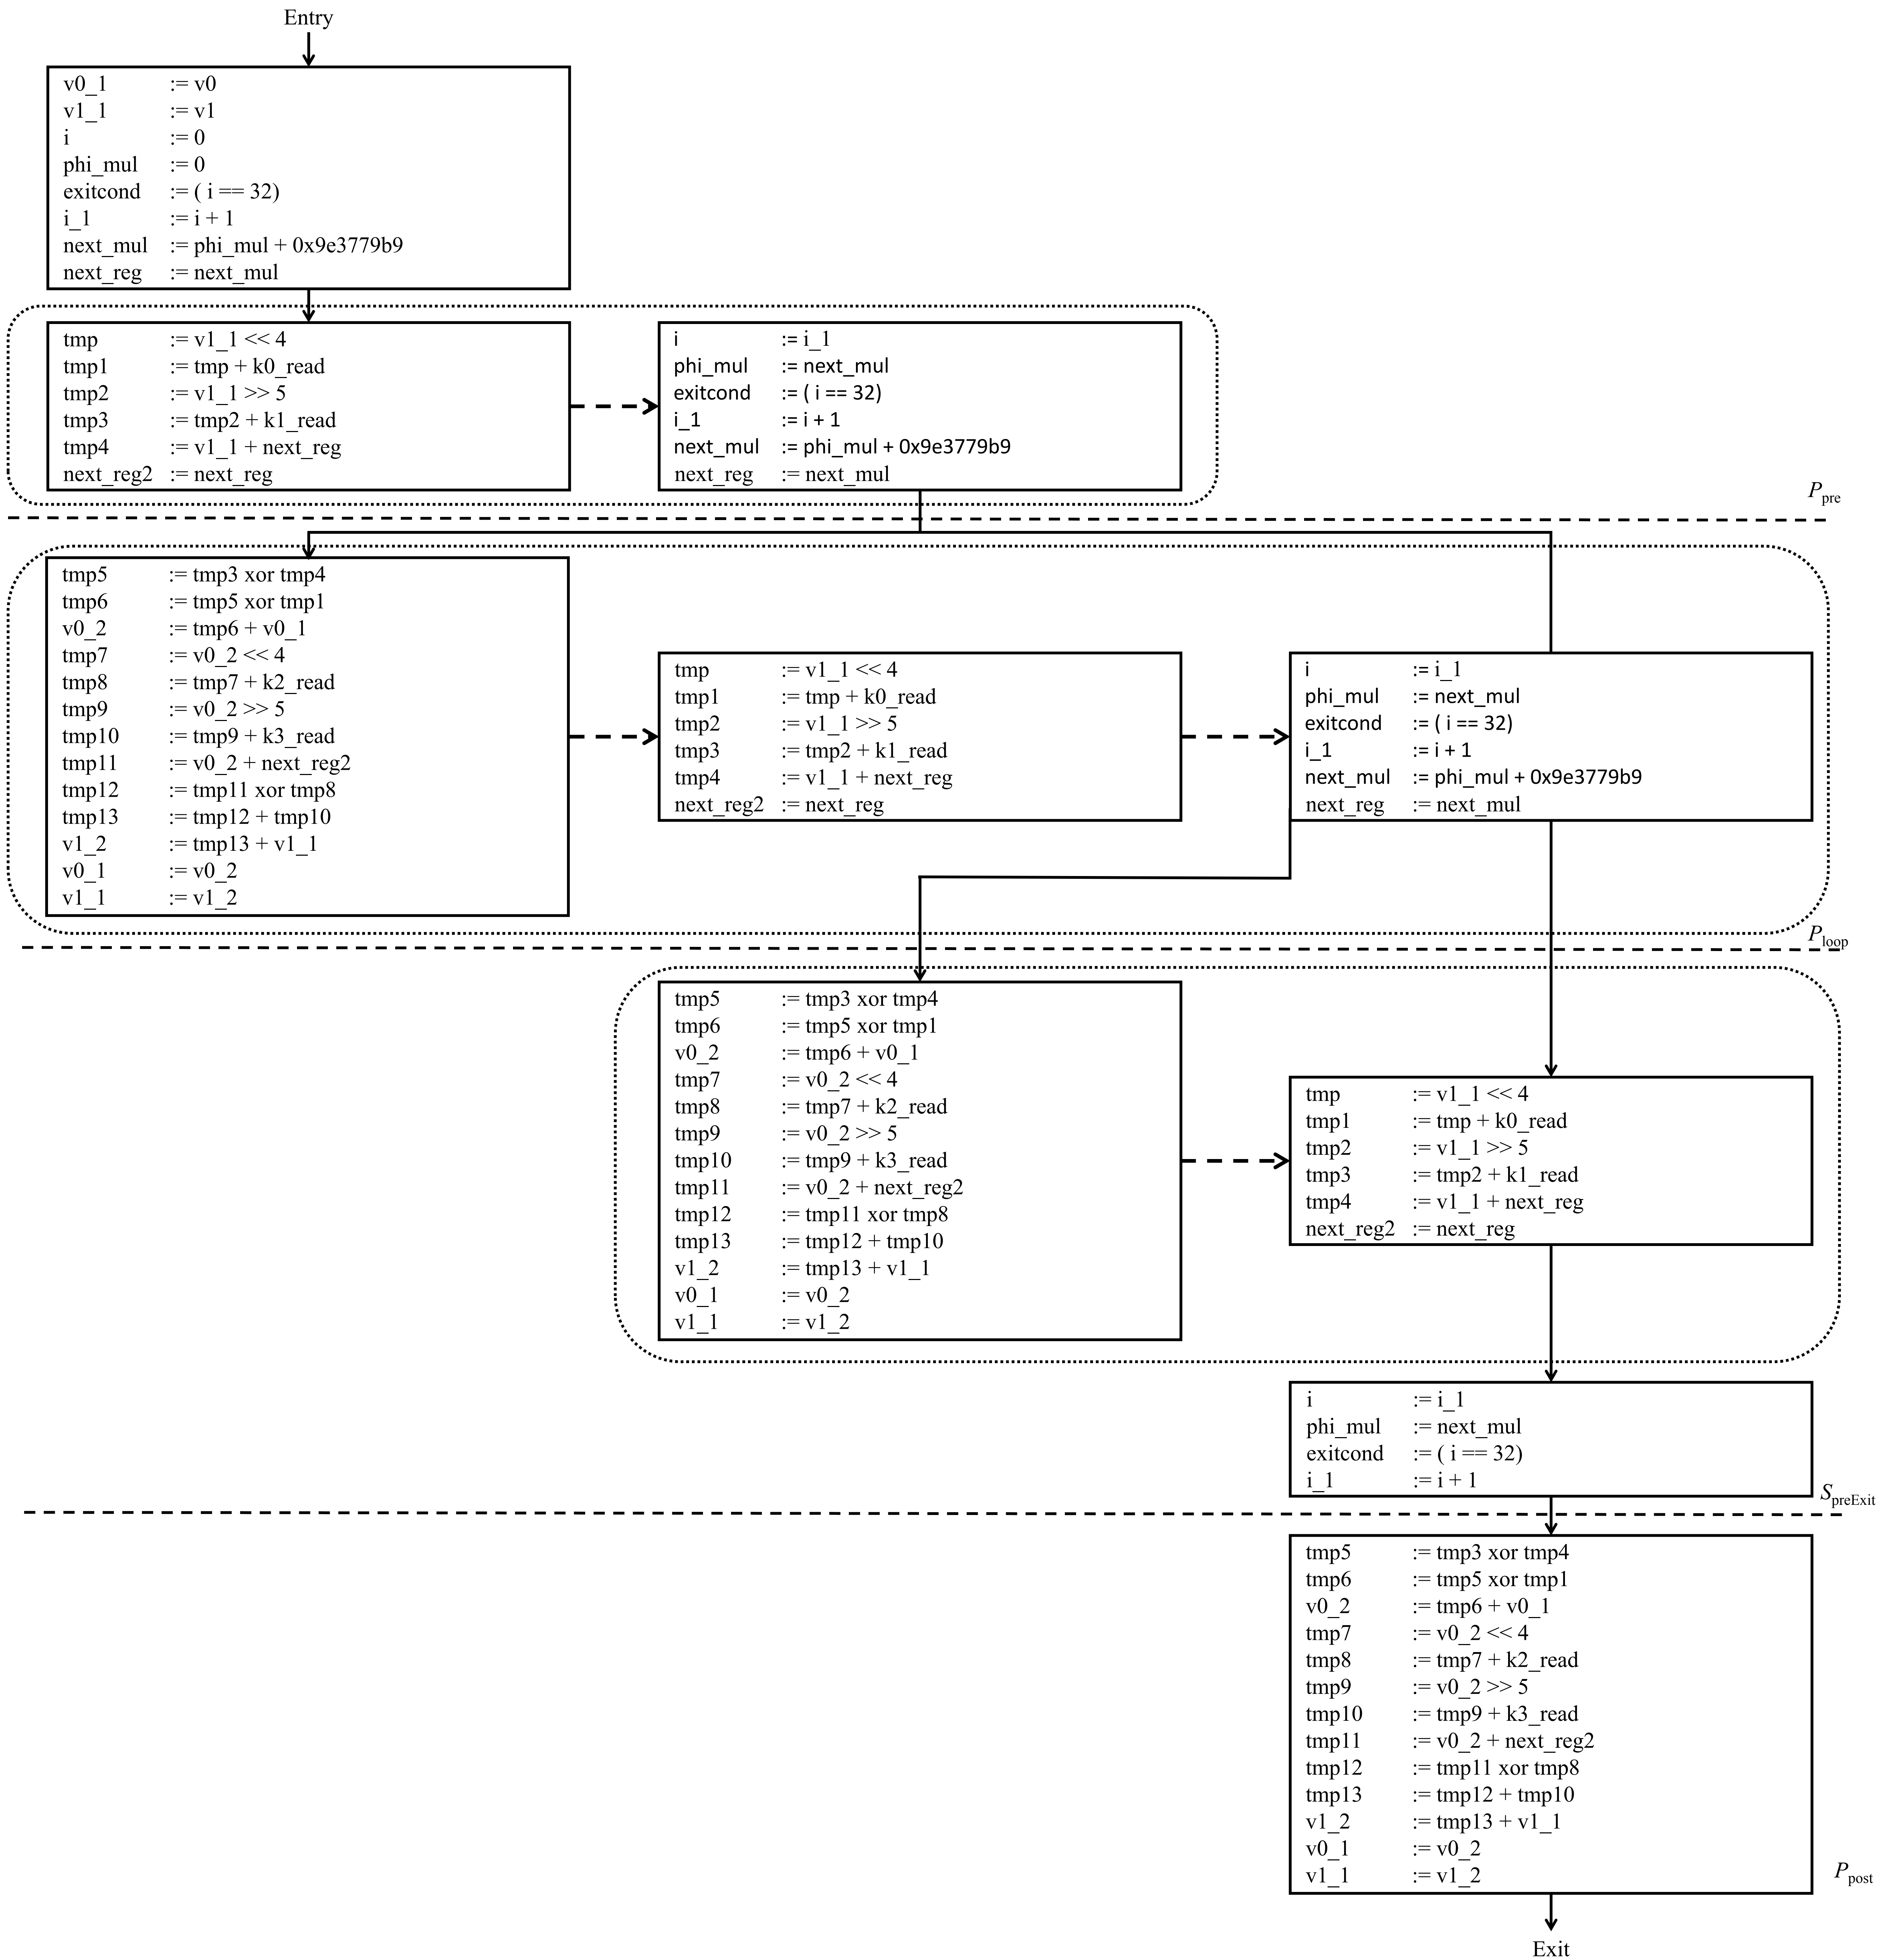 Entry
v0_1 := v0
v1_1 := v1
i := 0
phi_mul := 0
exitcond := ( i == 32)
i_1 := i + 1
next_mul := phi_mul + 0x9e3779b9
next_reg := next_mul
tmp := v1_1 << 4
tmp1 := tmp + k0_read
tmp2 := v1_1 >> 5
tmp3 := tmp2 + k1_read
tmp4 := v1_1 + next_reg
next_reg2 := next_reg
i := i_1
phi_mul := next_mul
exitcond := ( i == 32)
i_1 := i + 1
next_mul := phi_mul + 0x9e3779b9
next_reg := next_mul
Ppre
tmp5 := tmp3 xor tmp4
tmp6 := tmp5 xor tmp1
v0_2 := tmp6 + v0_1
tmp7 := v0_2 << 4
tmp8 := tmp7 + k2_read
tmp9 := v0_2 >> 5
tmp10 := tmp9 + k3_read
tmp11 := v0_2 + next_reg2
tmp12 := tmp11 xor tmp8
tmp13 := tmp12 + tmp10
v1_2 := tmp13 + v1_1
v0_1 := v0_2
v1_1 := v1_2
tmp := v1_1 << 4
tmp1 := tmp + k0_read
tmp2 := v1_1 >> 5
tmp3 := tmp2 + k1_read
tmp4 := v1_1 + next_reg
next_reg2 := next_reg
i := i_1
phi_mul := next_mul
exitcond := ( i == 32)
i_1 := i + 1
next_mul := phi_mul + 0x9e3779b9
next_reg := next_mul
Ploop
tmp5 := tmp3 xor tmp4
tmp6 := tmp5 xor tmp1
v0_2 := tmp6 + v0_1
tmp7 := v0_2 << 4
tmp8 := tmp7 + k2_read
tmp9 := v0_2 >> 5
tmp10 := tmp9 + k3_read
tmp11 := v0_2 + next_reg2
tmp12 := tmp11 xor tmp8
tmp13 := tmp12 + tmp10
v1_2 := tmp13 + v1_1
v0_1 := v0_2
v1_1 := v1_2
tmp := v1_1 << 4
tmp1 := tmp + k0_read
tmp2 := v1_1 >> 5
tmp3 := tmp2 + k1_read
tmp4 := v1_1 + next_reg
next_reg2 := next_reg
i := i_1
phi_mul := next_mul
exitcond := ( i == 32)
i_1 := i + 1
SpreExit
tmp5 := tmp3 xor tmp4
tmp6 := tmp5 xor tmp1
v0_2 := tmp6 + v0_1
tmp7 := v0_2 << 4
tmp8 := tmp7 + k2_read
tmp9 := v0_2 >> 5
tmp10 := tmp9 + k3_read
tmp11 := v0_2 + next_reg2
tmp12 := tmp11 xor tmp8
tmp13 := tmp12 + tmp10
v1_2 := tmp13 + v1_1
v0_1 := v0_2
v1_1 := v1_2
Ppost
Exit